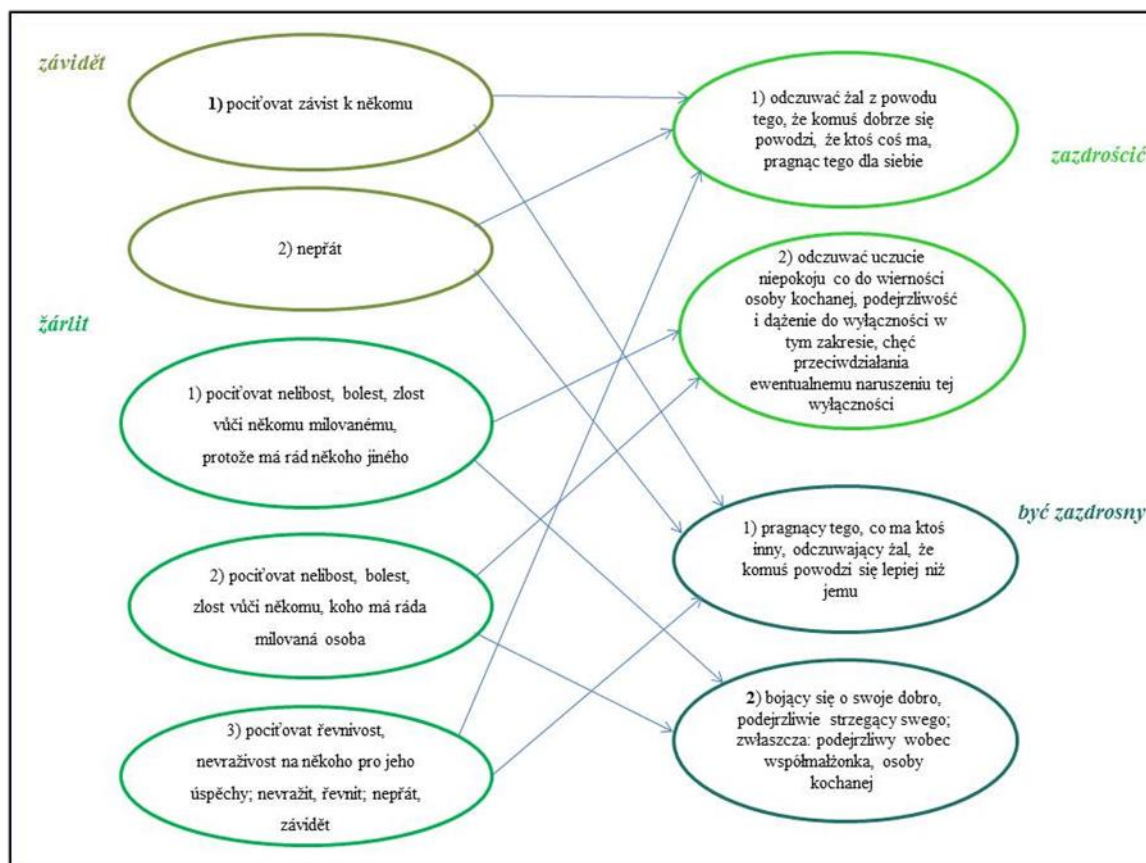 závidět
1) pociťovat závist k někomu
2) nepřát
žárlit
1) pociťovat nelibost, bolest, zlost
vůči někomu milovanému,
protože má rád někoho jiného
2) pociťovat nelibost, bolest,
zlost vůči někomu, koho má ráda
milovaná osoba
3) pociťovat řevnivost,
nevraživost na někoho pro jeho
úspěchy; nevražit, řevnit; nepřát,
závidět
1) odczuwać żal z powodu
tego, że komuś dobrze się
powodzi, że ktoś coś ma,
pragnąc tego dla siebie
zazdrościć
2) odczuwać uczucie
niepokoju co do wierności
osoby kochanej, podejrzliwość
i dążenie do wyłączności w
tym zakresie, chęć
przeciwdziałania
ewentualnemu naruszeniu tej
wyłączności
być zazdrosny
1) pragnący tego, co ma ktoś
inny, odczuwający żal, że
komuś powodzi się lepiej niż
jemu
2) bojący się o swoje dobro,
podejrzliwie strzegący swego;
zwłaszcza: podejrzliwy wobec
współmałżonka, osoby
kochanej